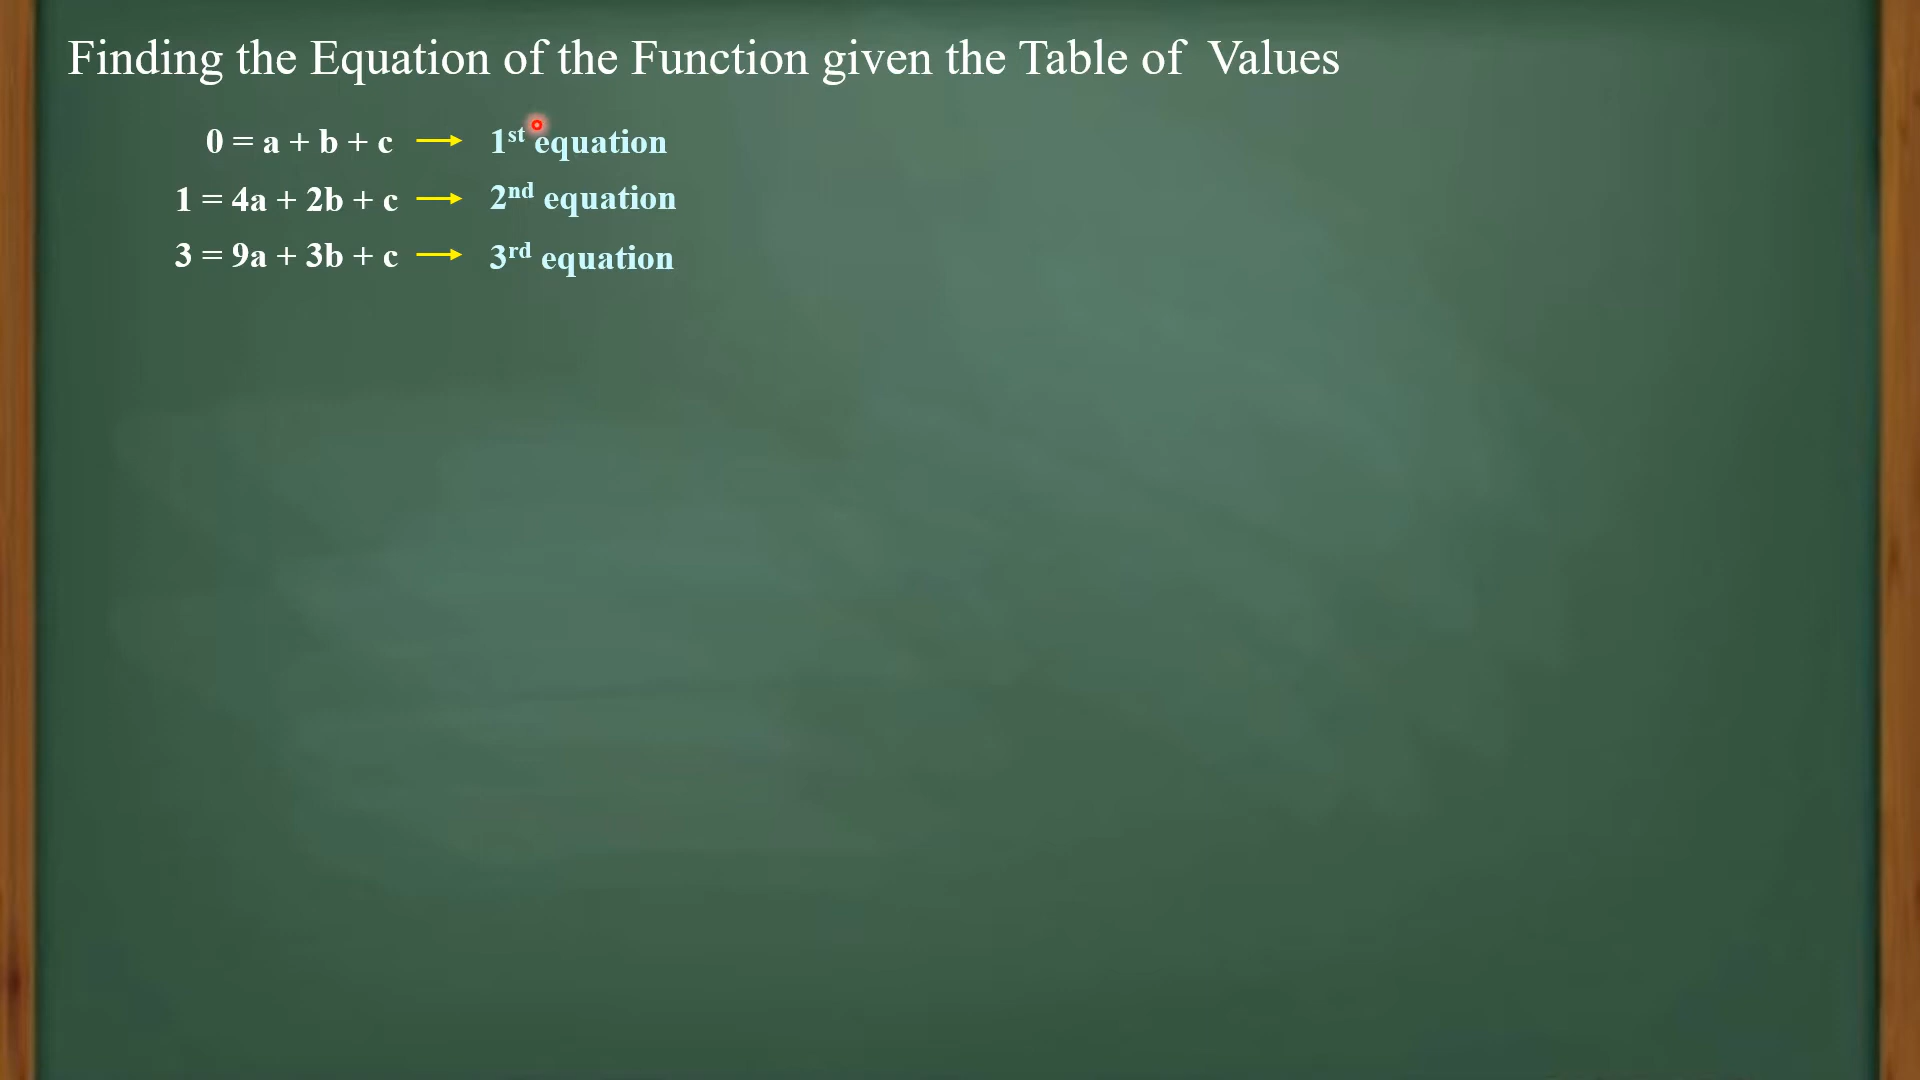 Finding the Equation of the Function given the Table of Values
0 = a + b + c → 1st equation
1 = 4a + 2b + c → 2nd equation
3 = 9a + 3b + c → 3rd equation